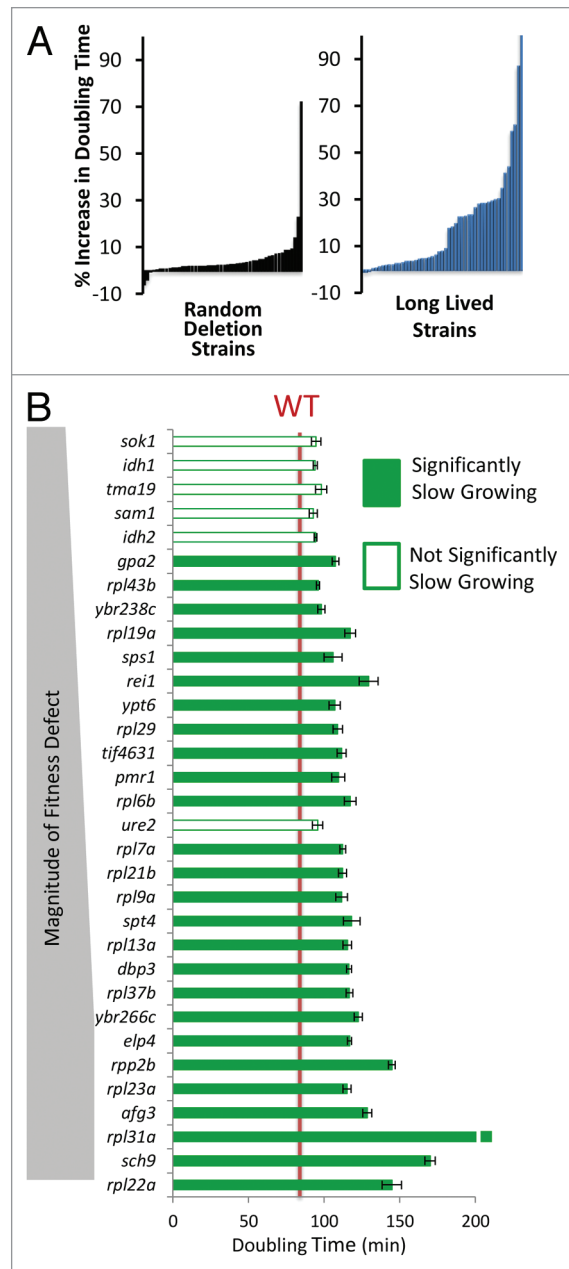 A
% Increase in Doubling Time
90
70
50
30
10
-10
Random
Deletion
Strains
90
70
50
30
10
-10
Long Lived
Strains
B
WT
Magnitude of Fitness Defect
sok1
idh1
tma19
sam1
idh2
gpa2
rpl43b
ybr238c
rpl19a
sps1
rei1
ypt6
rpl29
tif4631
pmr1
rpl6b
ure2
rpl7a
rpl21b
rpl9a
spt4
rpl13a
dbp3
rpl37b
ybr266c
elp4
rpp2b
rpl23a
afg3
rpl31a
sch9
rpl22a
Significantly
Slow Growing
Not Significantly
Slow Growing
0 50 100 150 200
Doubling Time (min)